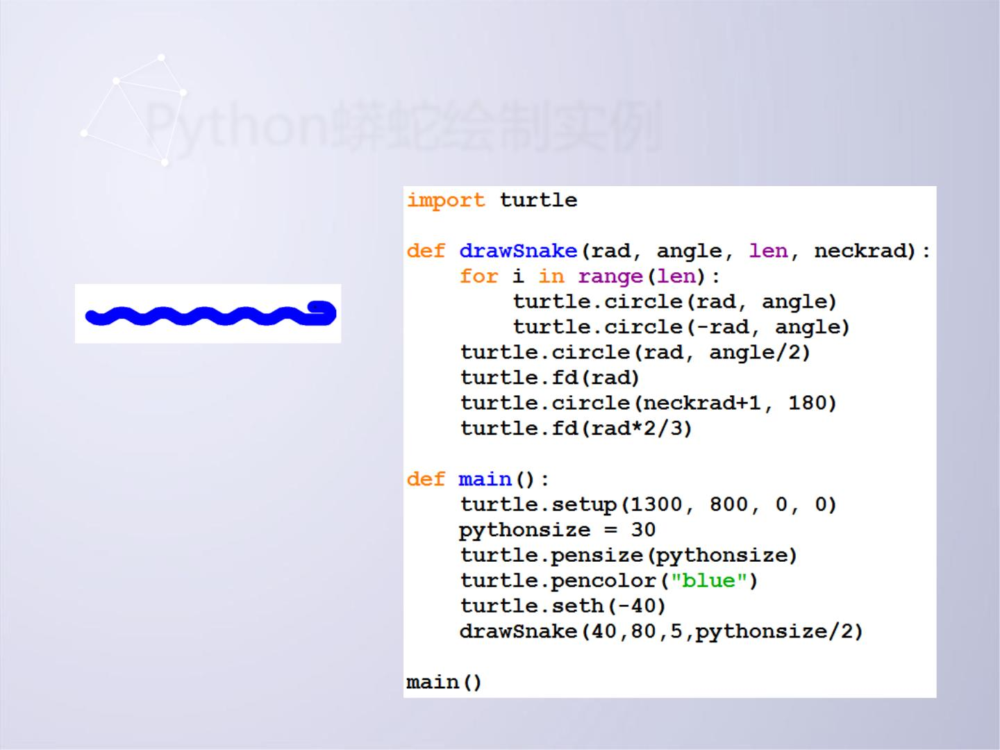 Python蟒蛇绘制实例
import turtle
def drawSnake(rad, angle, len, neckrad):
    for i in range(len):
        turtle.circle(rad, angle)
        turtle.circle(-rad, angle)
    turtle.circle(rad, angle/2)
    turtle.fd(rad)
    turtle.circle(neckrad+1, 180)
    turtle.fd(rad*2/3)
def main():
    turtle.setup(1300, 800, 0, 0)
    pythonsize = 30
    turtle.pensize(pythonsize)
    turtle.pencolor("blue")
    turtle.seth(-40)
    drawSnake(40,80,5,pythonsize/2)
main()